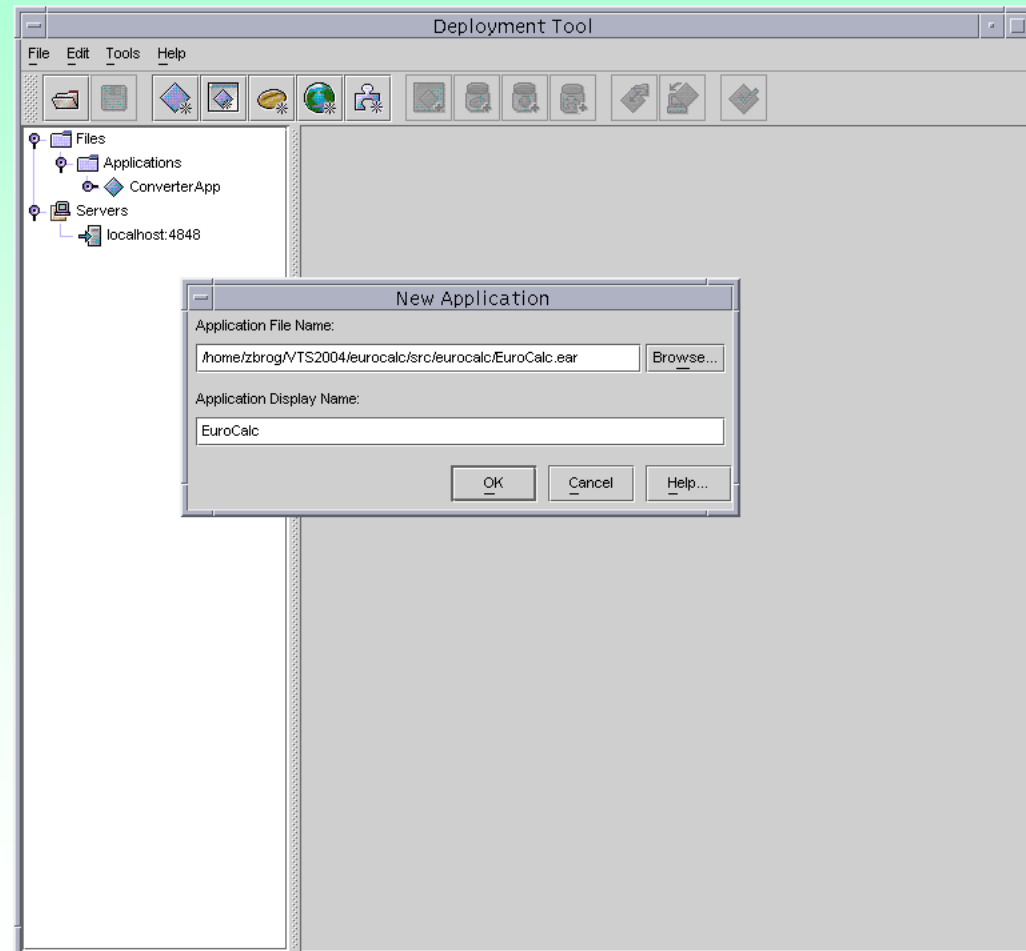 Deployment Tool
File Edit Tools Help
Files
Applications
ConverterApp
Servers
localhost:4848
New Application
Application File Name:
/home/zbrog/VTS2004/eurocalc/src/eurocalc/EuroCalc.ear
Browse...
Application Display Name:
EuroCalc
OK Cancel Help...